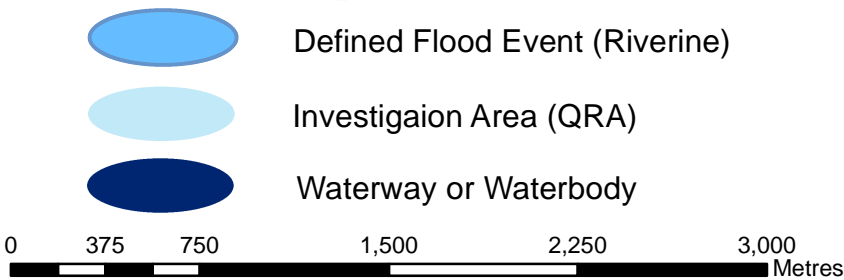 Defined Flood Event (Riverine)
Investigaion Area (QRA)
Waterway or Waterbody
0 375 750 1,500 2,250 3,000
Metres